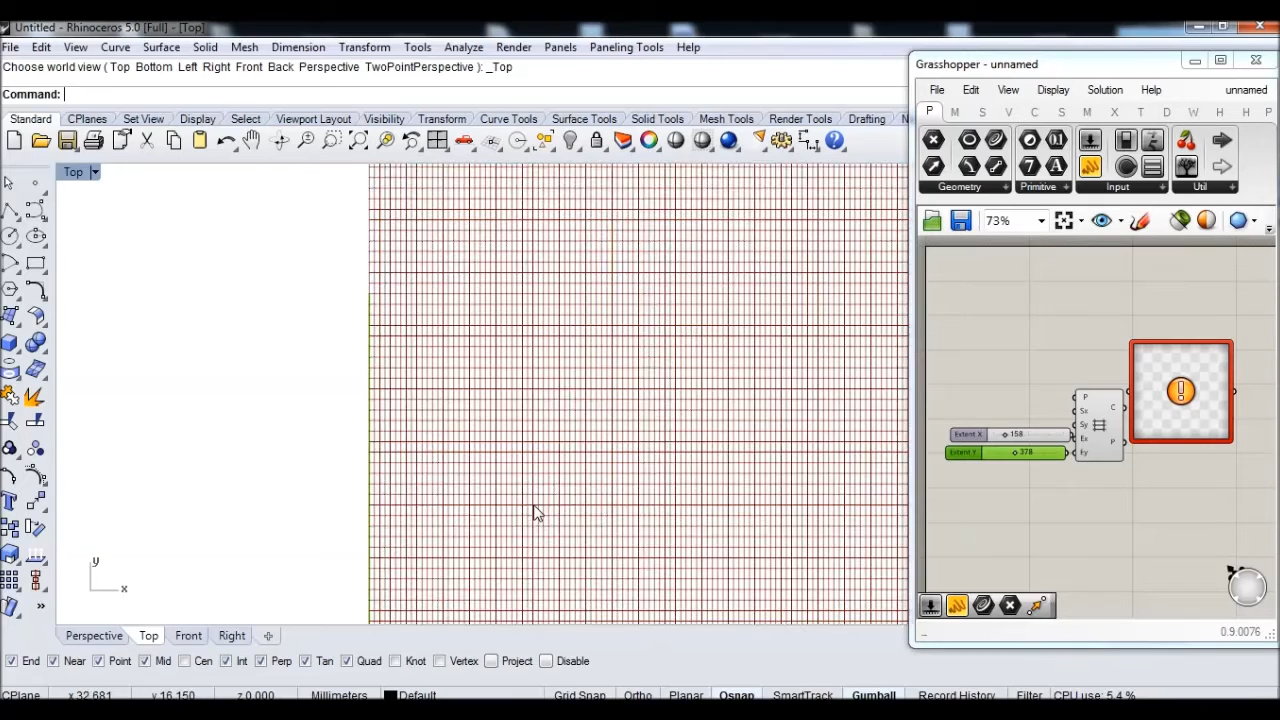 Untitled - Rhinoceros 5.0 [Full] - [Top]
File Edit View Curve Surface Solid Mesh Dimension Transform Tools Analyze Render Panels Paneling Tools Help
Choose world view ( Top Bottom Left Right Front Back Perspective TwoPointPerspective ): _Top
Command:
Standard CPlanes Set View Display Select Viewport Layout Visibility Transform Curve Tools Surface Tools Solid Tools Mesh Tools Render Tools Drafting N
Top
y
x
Perspective Top Front Right
End Near Point Mid Cen Int Perp Tan Quad Knot Vertex Project Disable
CPlane x 32.681 y 16.150 z 0.000 Millimeters Default Grid Snap Ortho Planar Osnap SmartTrack Gumball Record History Filter CPU use: 5.4 %
Grasshopper - unnamed
File Edit View Display Solution Help unnamed
P M S V C S M X T D W H H P
Geometry Primitive Input Util
73%
P
Sx
Sy
Ex
Ey
C
P
Extent X 158
Extent Y 378
0.9.0076